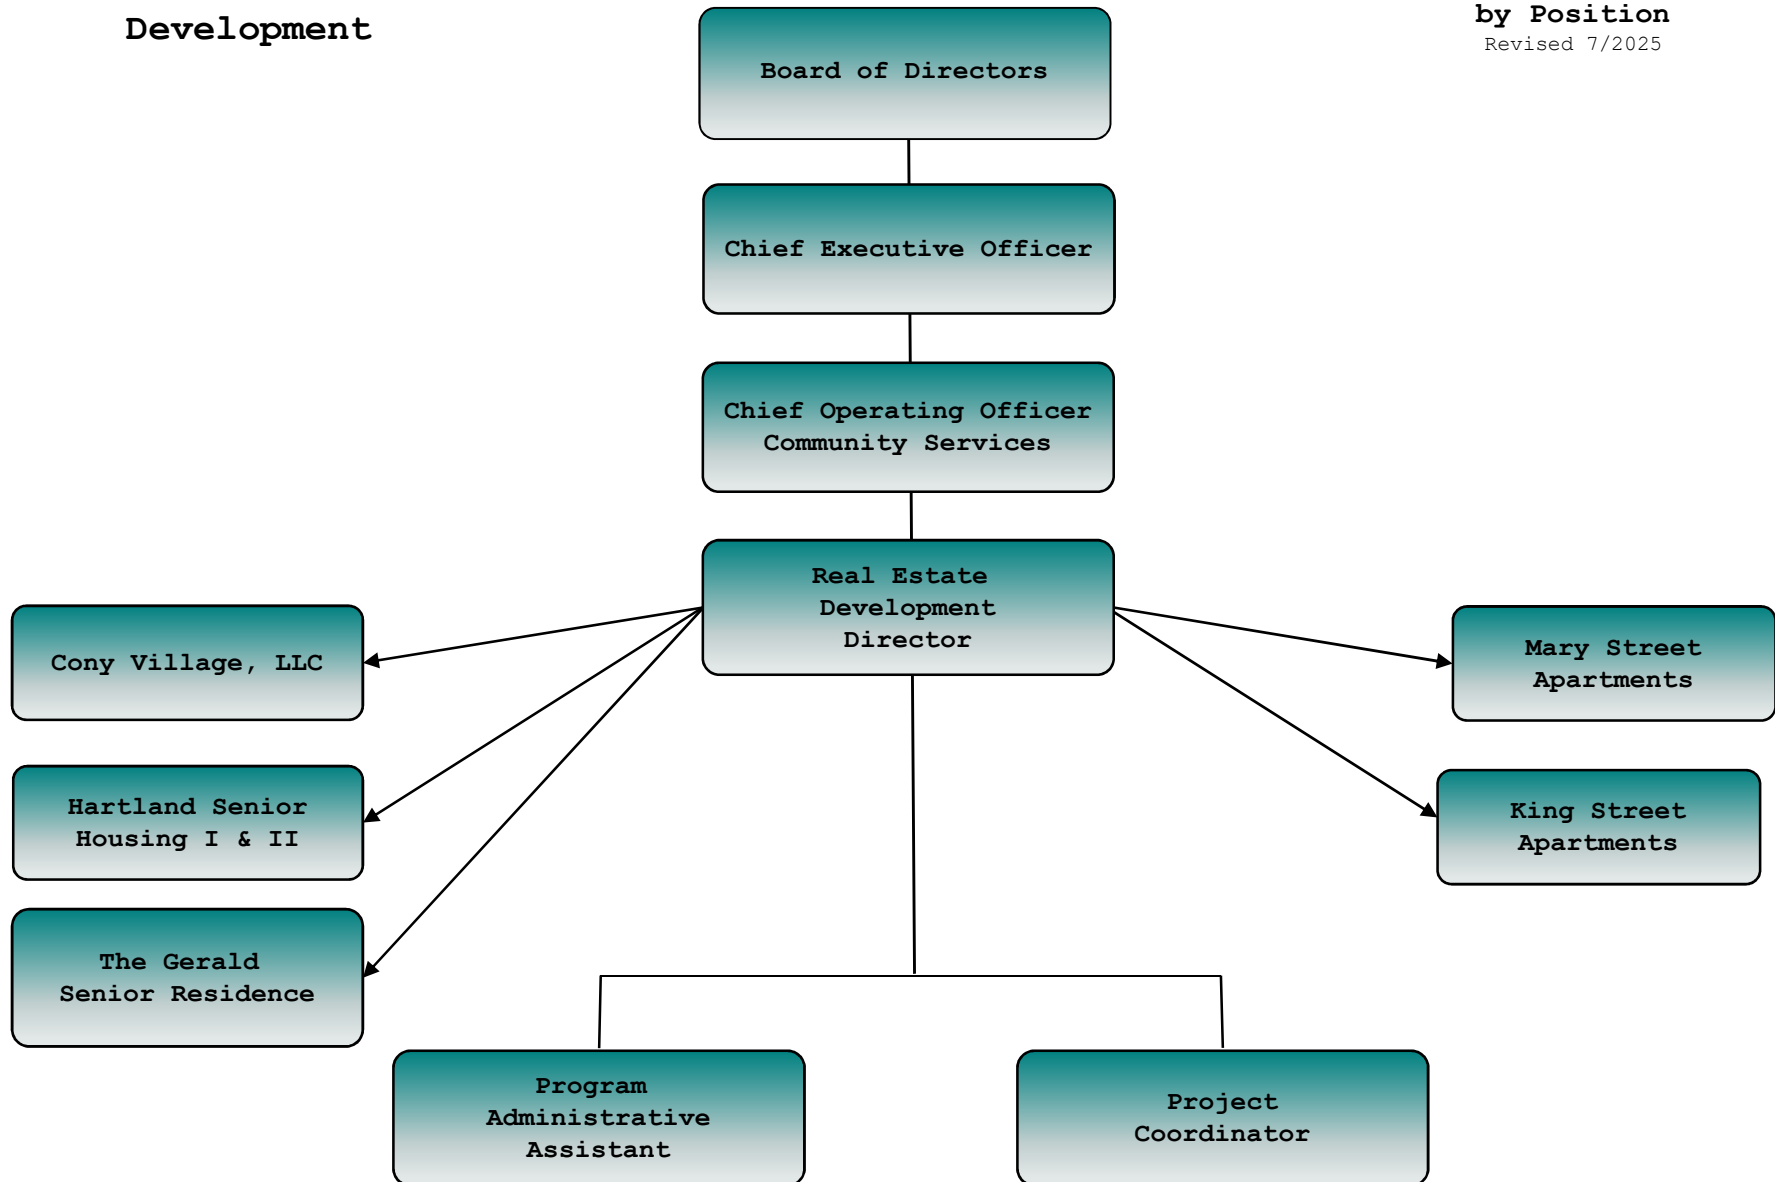 Development
by Position
Revised 7/2025
Board of Directors
Chief Executive Officer
Chief Operating Officer
Community Services
Real Estate
Development
Director
Cony Village, LLC
Mary Street
Apartments
Hartland Senior
Housing I & II
King Street
Apartments
The Gerald
Senior Residence
Program
Administrative
Assistant
Project
Coordinator